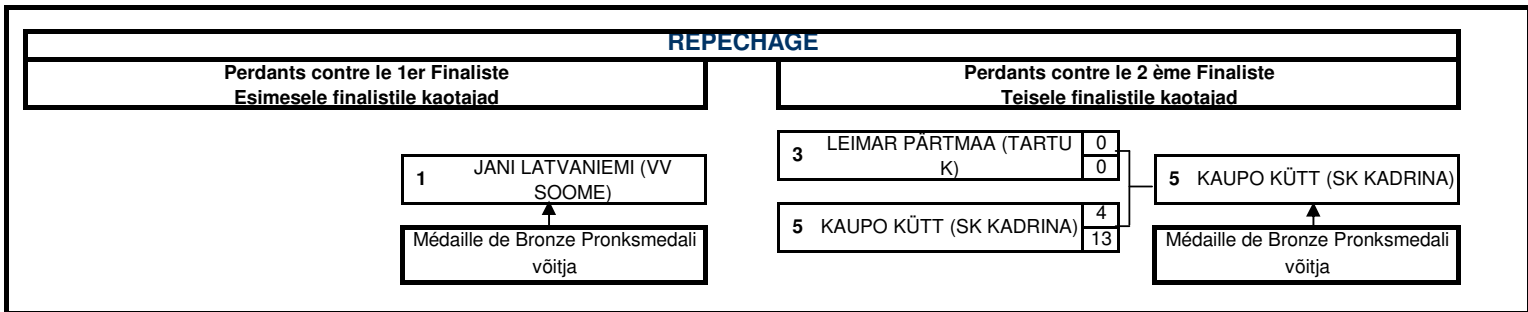 REPECHAGE
Perdants contre le 1er Finaliste
Esimesele finalistile kaotajad
Perdants contre le 2 ème Finaliste
Teisele finalistile kaotajad
1 JANI LATVANIEMI (VV
SOOME)
Médaille de Bronze Pronksmedali
võitja
3 LEIMAR PÄRTMAA (TARTU
K)
0
0
5 KAUPO KÜTT (SK KADRINA)
4
13
5 KAUPO KÜTT (SK KADRINA)
Médaille de Bronze Pronksmedali
võitja